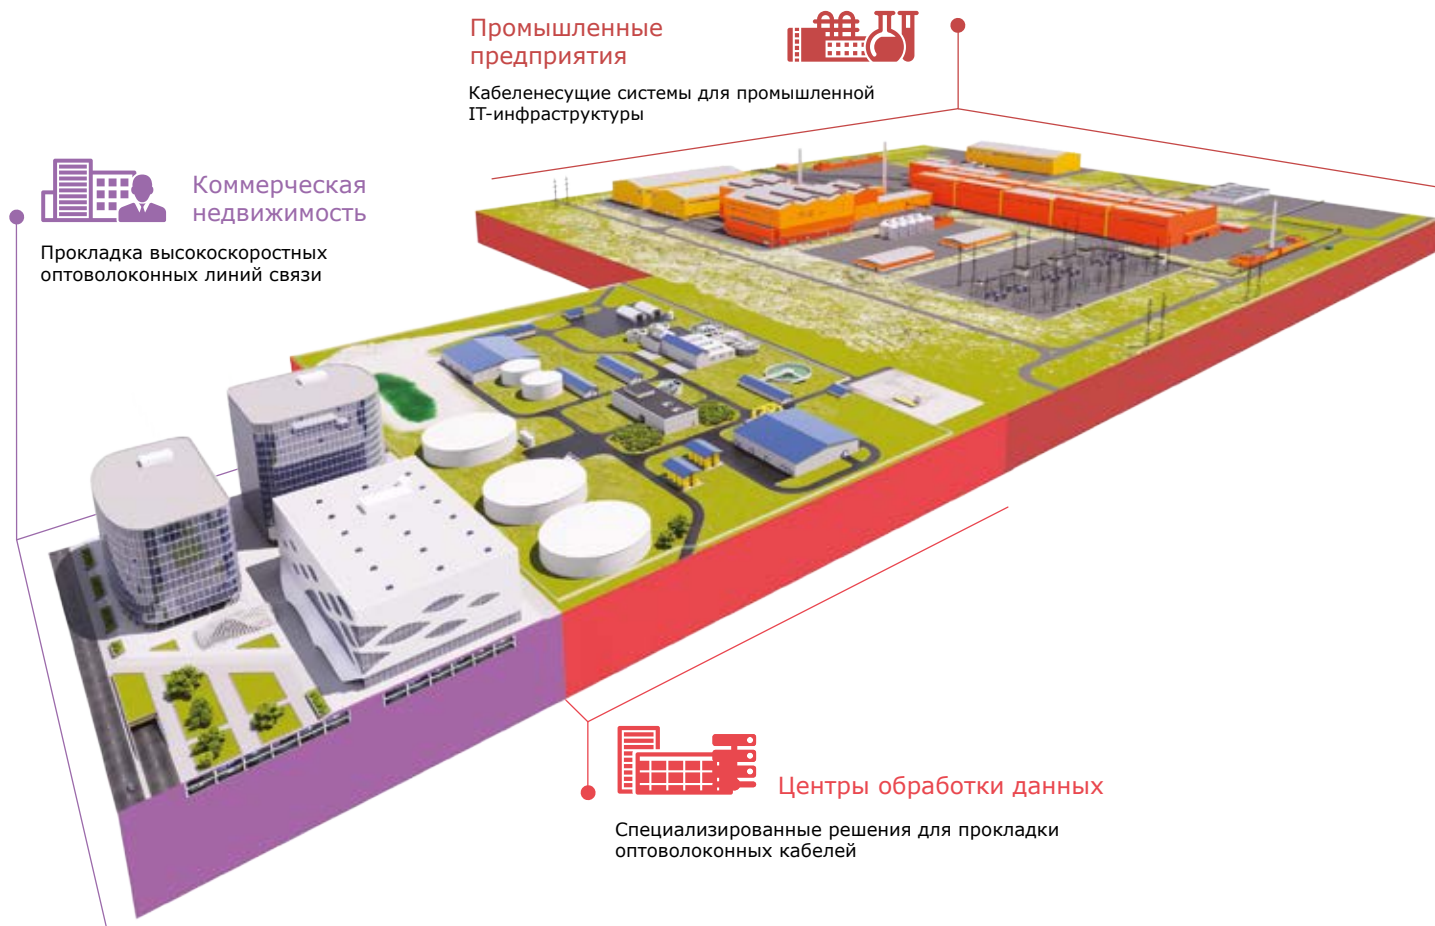 Промышленные
предприятия
Кабеленесущие системы для промышленной
IT-инфраструктуры
Коммерческая
недвижимость
Прокладка высокоскоростных
оптоволоконных линий связи
Центры обработки данных
Специализированные решения для прокладки
оптоволоконных кабелей